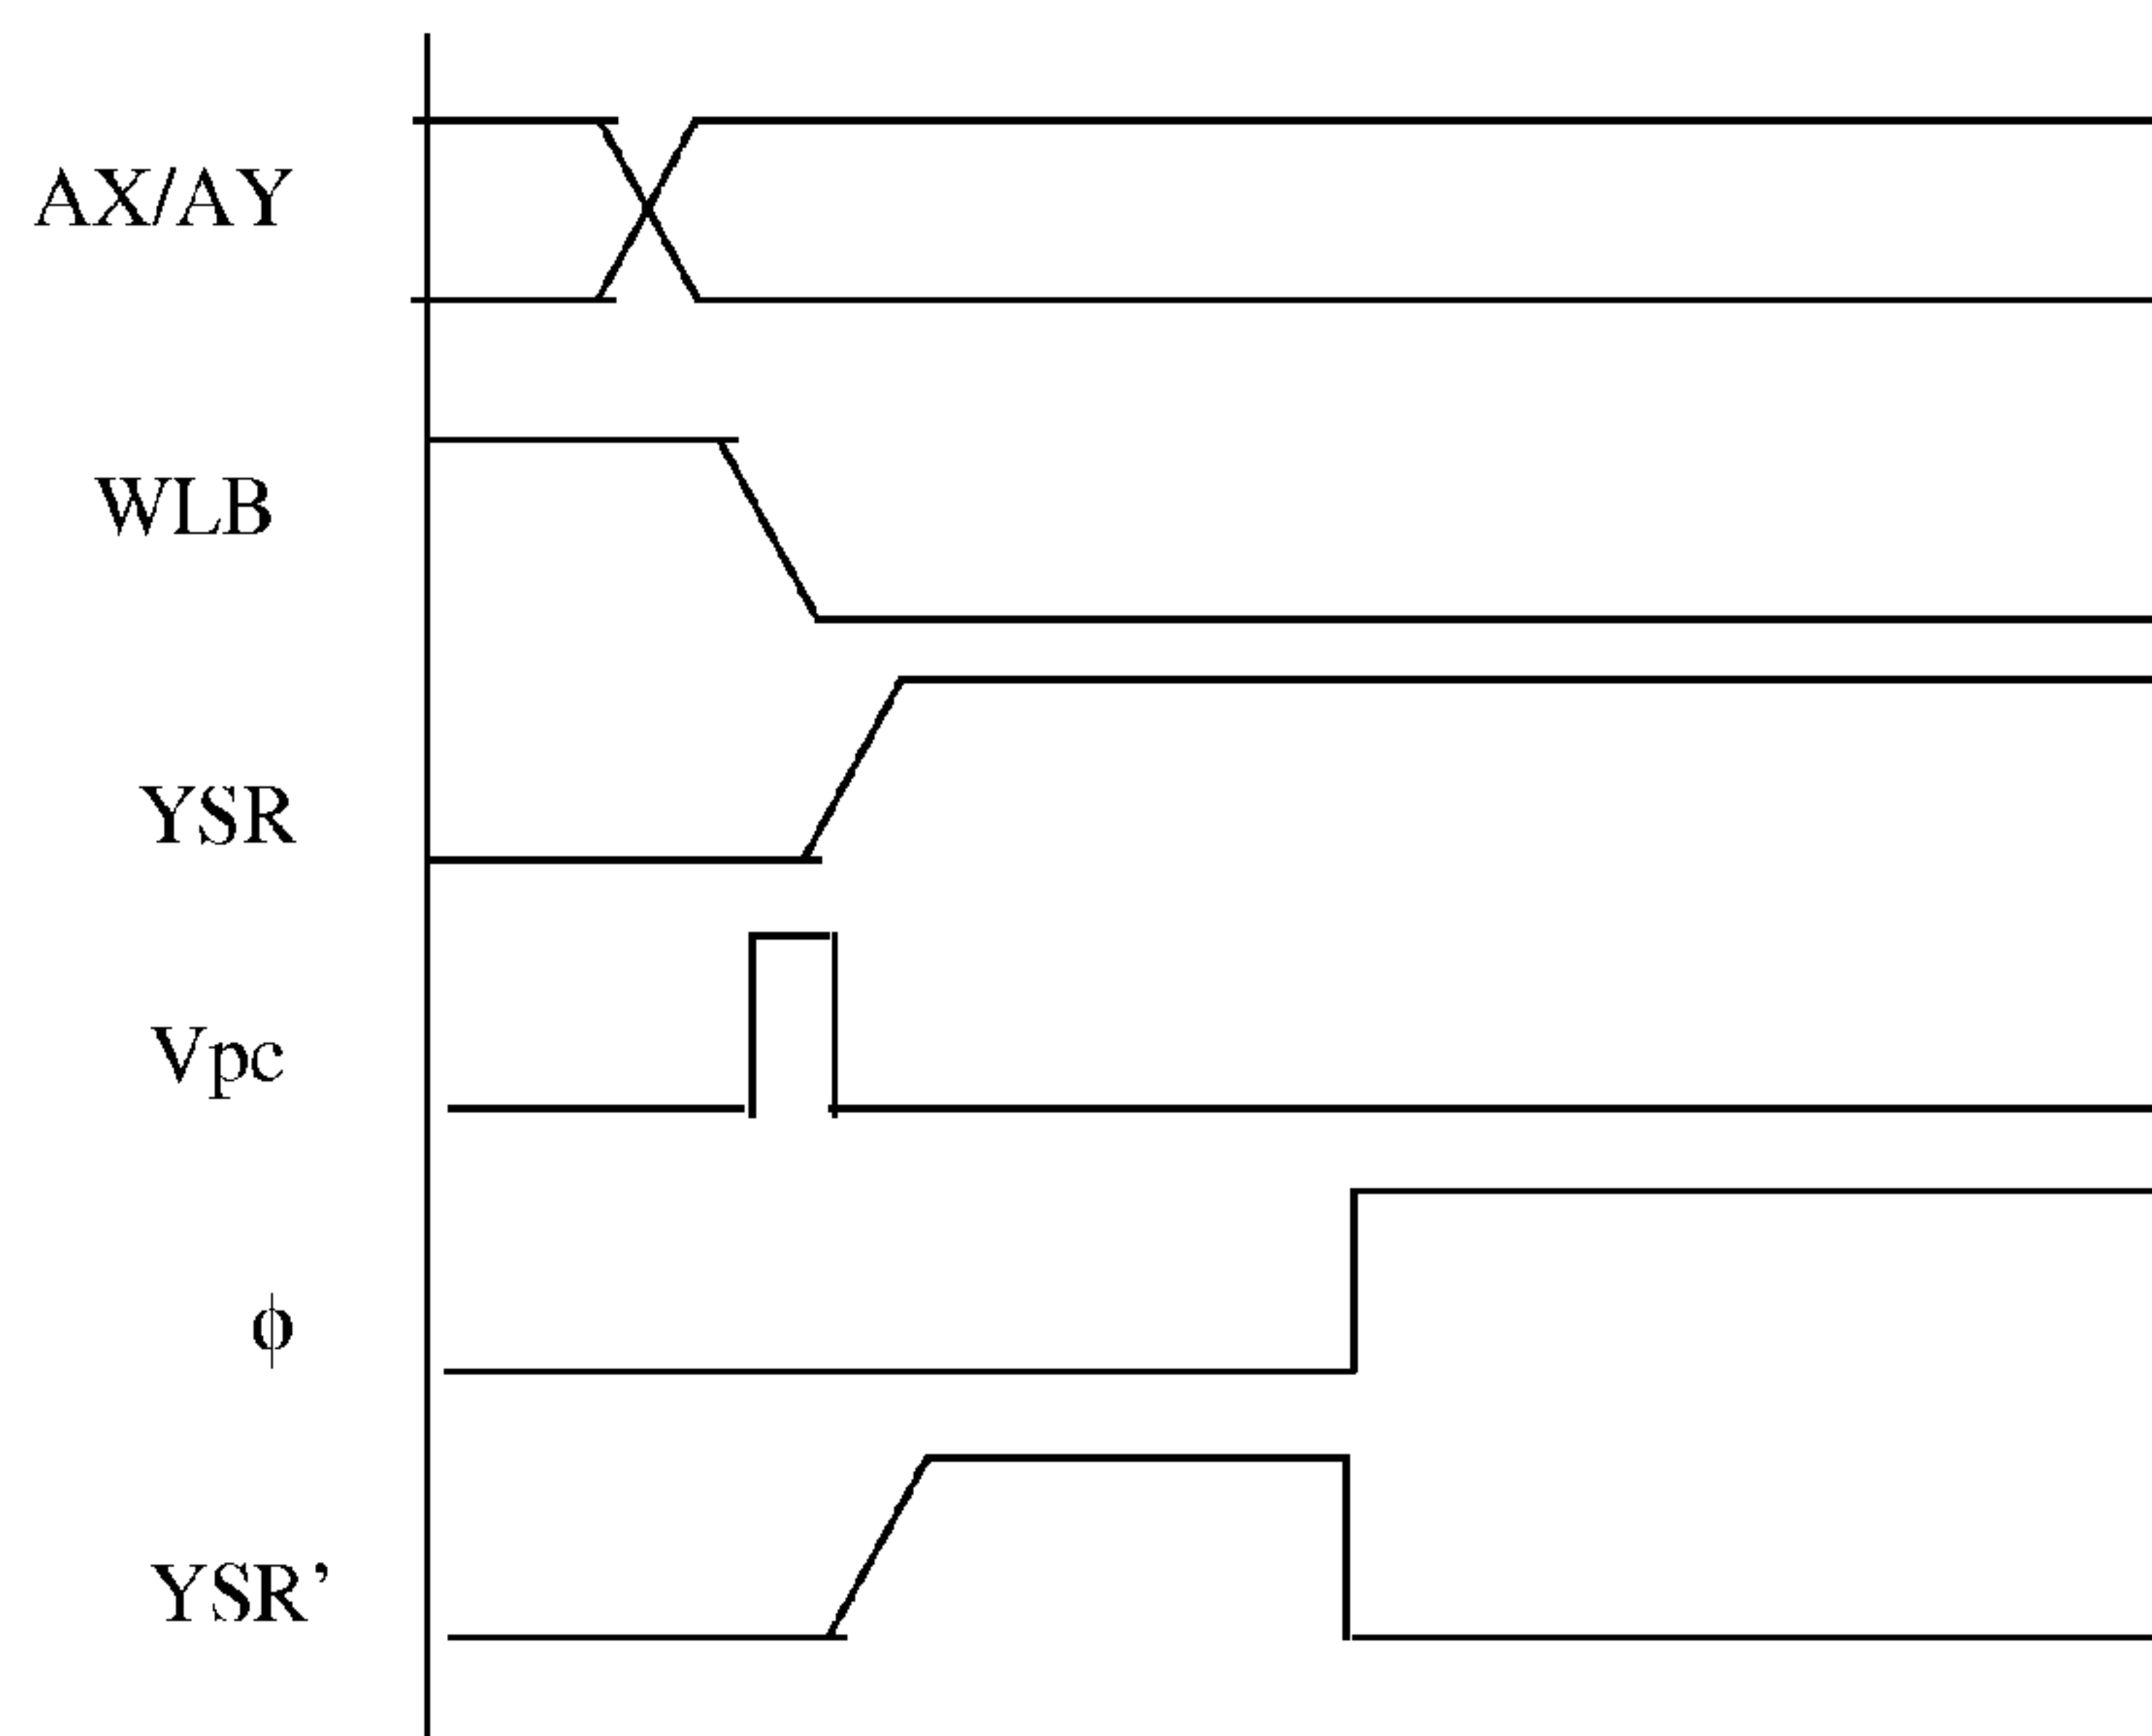 AX/AY
WLB
YSR
Vpc
ϕ
YSR’